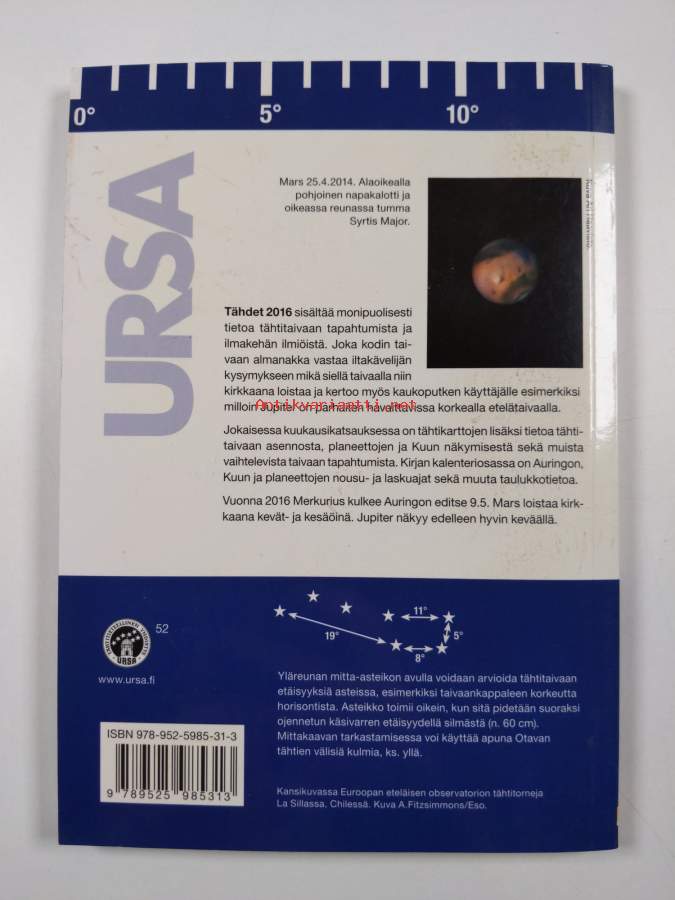 0° 5° 10°
URSA
Mars 25.4.2014. Alaoikealla
pohjoinen napakalotti ja
oikeassa reunassa tumma
Syrtis Major.
Tähdet 2016 sisältää monipuolisesti
tietoa tähtitaivaan tapahtumista ja
ilmakehän ilmiöistä. Joka kodin tai-
vaan almanakka vastaa iltakävelijän
kysymykseen mikä siellä taivaalla niin
kirkkaana loistaa ja kertoo myös kaukoputken käyttäjälle esimerkiksi
milloin Jupiter on parhaiten havaittavissa korkealla etelätaivaalla.
Antikvariaatti.net
Jokaisessa kuukausikatsauksessa on tähtikarttojen lisäksi tietoa tähti-
taivaan asennosta, planeettojen ja Kuun näkymisestä sekä muista
vaihtelevista taivaan tapahtumista. Kirjan kalenteriosassa on Auringon,
Kuun ja planeettojen nousu- ja laskuajat sekä muuta taulukkotietoa.
Vuonna 2016 Merkurius kulkee Auringon editse 9.5. Mars loistaa kirk-
kaana kevät- ja kesäöinä. Jupiter näkyy edelleen hyvin keväällä.
11°
19°
5°
8°
52
URSA
www.ursa.fi
Yläreunan mitta-asteikon avulla voidaan arvioida tähtitaivaan
etäisyyksiä asteissa, esimerkiksi taivaankappaleen korkeutta
horisontista. Asteikko toimii oikein, kun sitä pidetään suoraksi
ojennetun käsivarren etäisyydellä silmästä (n. 60 cm).
Mittakaavan tarkastamisessa voi käyttää apuna Otavan
tähtien välisiä kulmia, ks. yllä.
ISBN 978-952-5985-31-3
9 789525 985313
Kansikuvassa Euroopan eteläisen observatorion tähtitorneja
La Sillassa, Chilessä. Kuva A.Fitzsimmons/Eso.